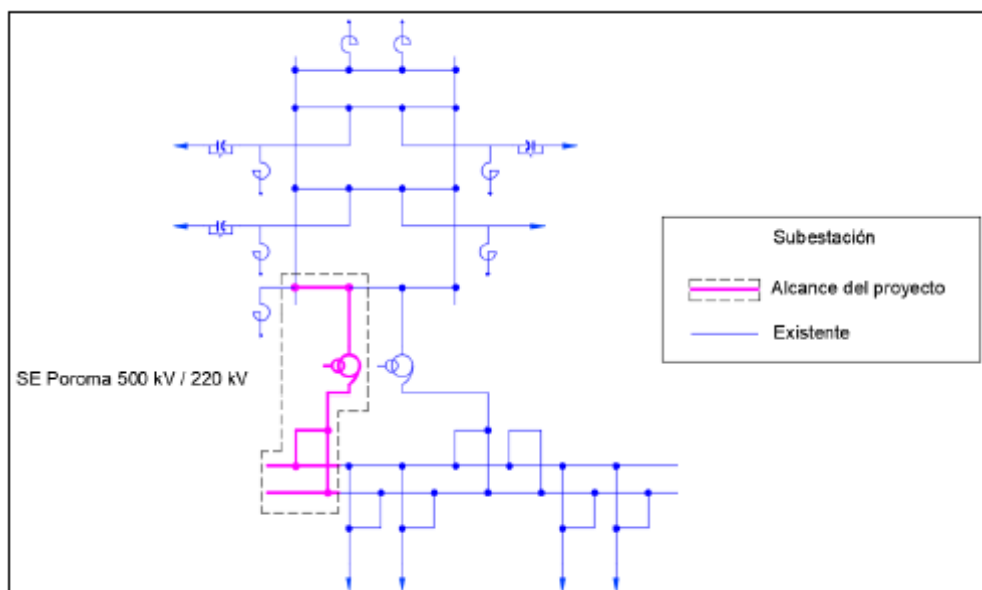 Subestación
Alcance del proyecto
Existente
SE Poroma 500 kV / 220 kV